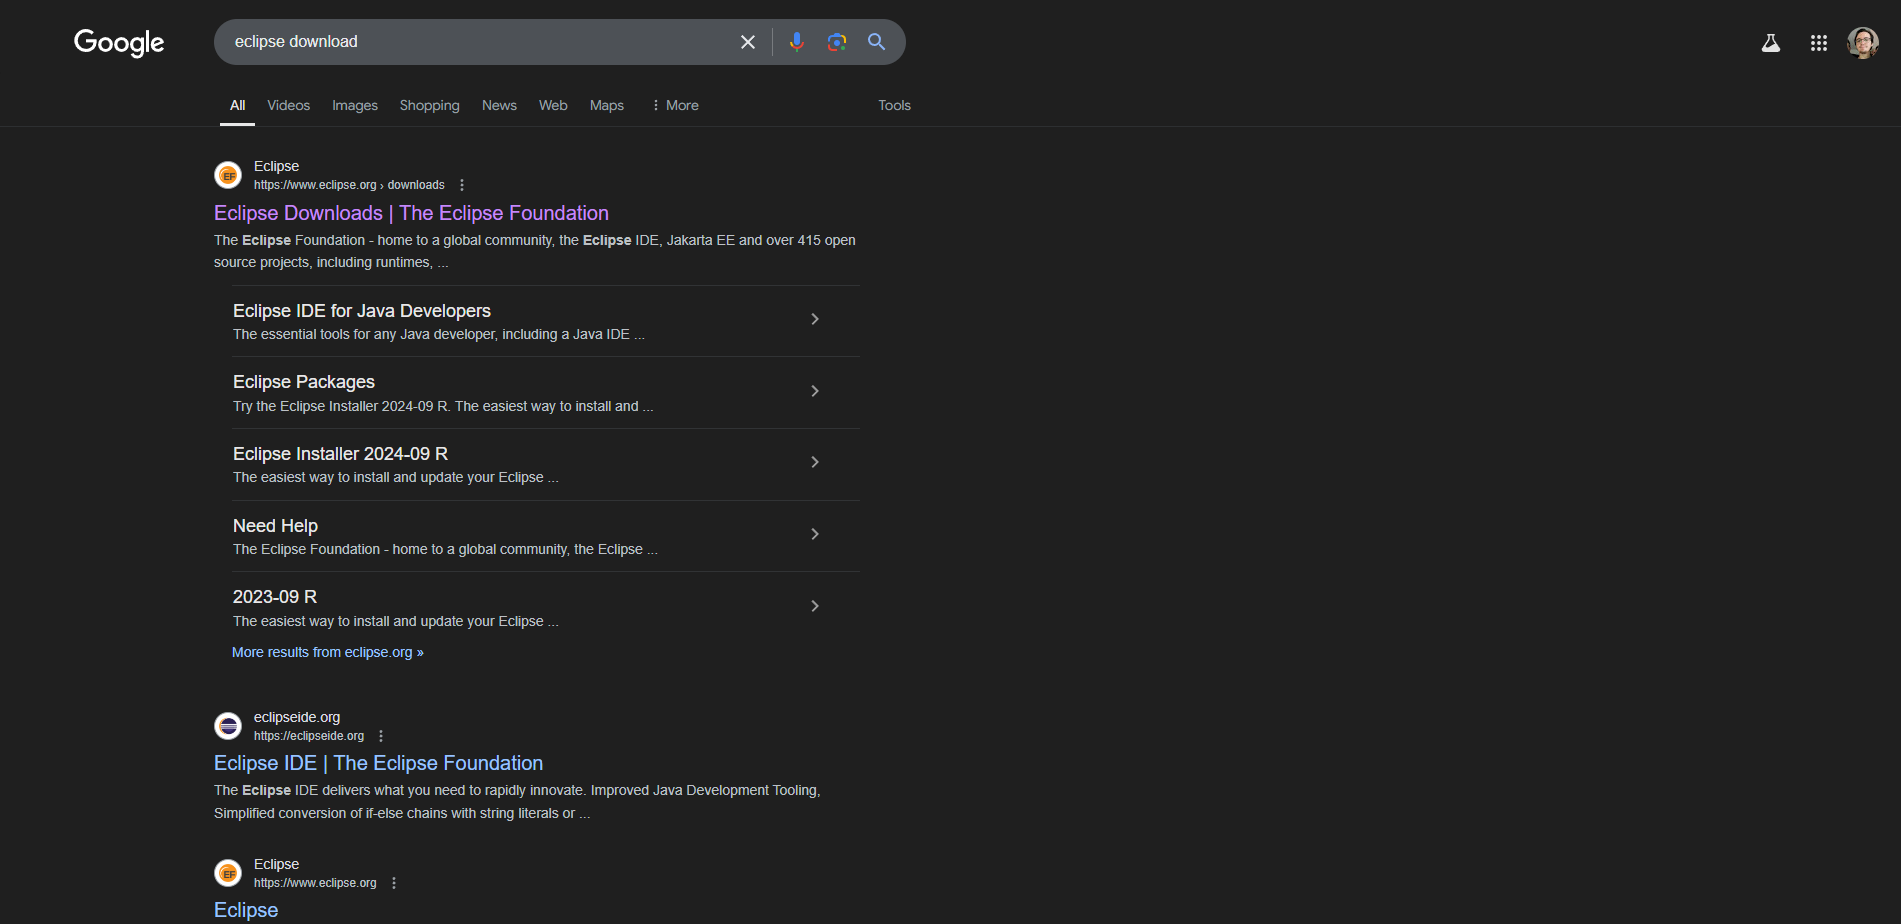 Google
eclipse download
All Videos Images Shopping News Web Maps More Tools
EF
Eclipse
https://www.eclipse.org › downloads
Eclipse Downloads | The Eclipse Foundation
The Eclipse Foundation - home to a global community, the Eclipse IDE, Jakarta EE and over 415 open
source projects, including runtimes, ...
Eclipse IDE for Java Developers
The essential tools for any Java developer, including a Java IDE ...
Eclipse Packages
Try the Eclipse Installer 2024-09 R. The easiest way to install and ...
Eclipse Installer 2024-09 R
The easiest way to install and update your Eclipse ...
Need Help
The Eclipse Foundation - home to a global community, the Eclipse ...
2023-09 R
The easiest way to install and update your Eclipse ...
More results from eclipse.org »
eclipseide.org
https://eclipseide.org
Eclipse IDE | The Eclipse Foundation
The Eclipse IDE delivers what you need to rapidly innovate. Improved Java Development Tooling,
Simplified conversion of if-else chains with string literals or ...
EF
Eclipse
https://www.eclipse.org
Eclipse